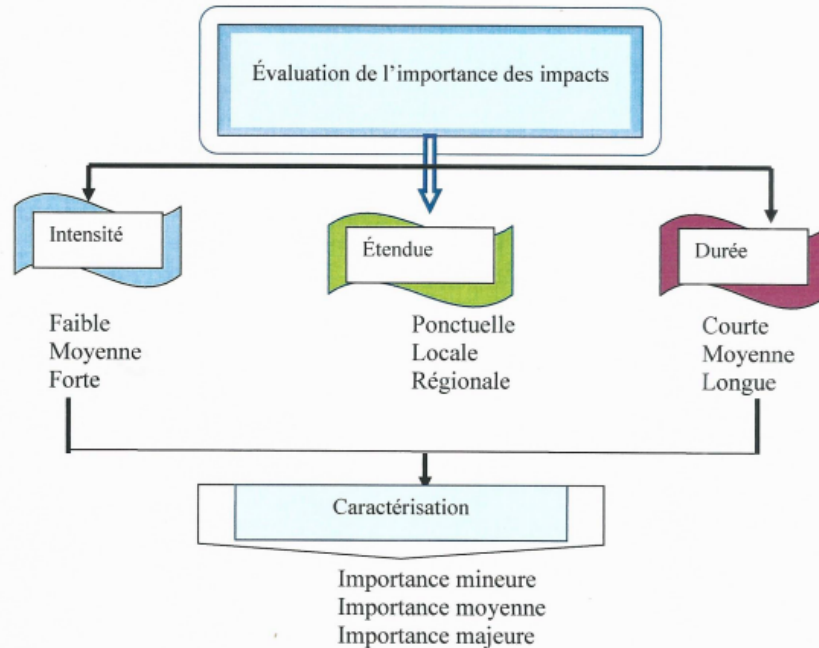 Évaluation de l'importance des impacts
Intensité
Faible
Moyenne
Forte
Étendue
Ponctuelle
Locale
Régionale
Durée
Courte
Moyenne
Longue
Caractérisation
Importance mineure
Importance moyenne
Importance majeure